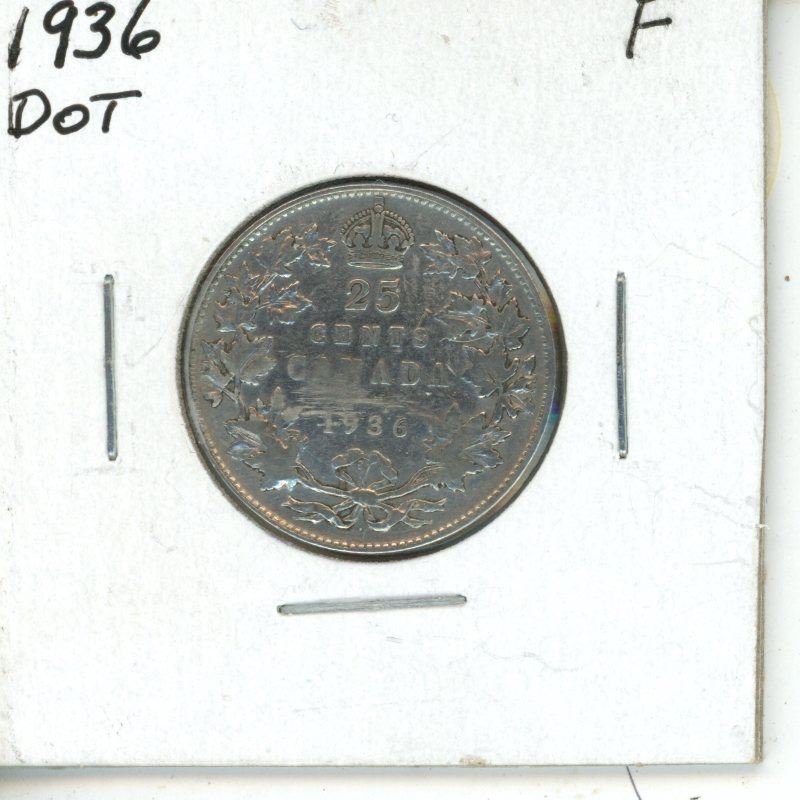 1936 F
DOT
25
CENTS
CANADA
1936